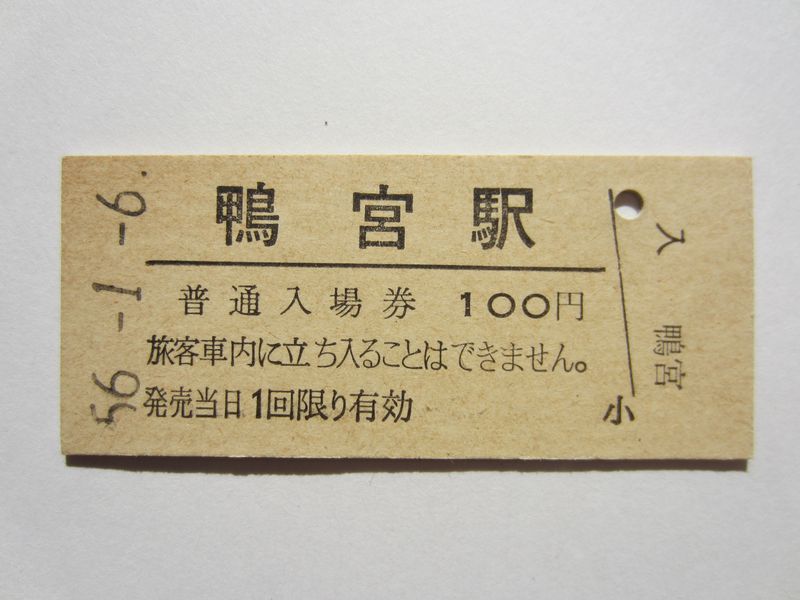 56-1-6.
鴨宮駅
普通入場券 100円
旅客車内に立ち入ることはできません。
発売当日1回限り有効
小
入 鴨宮